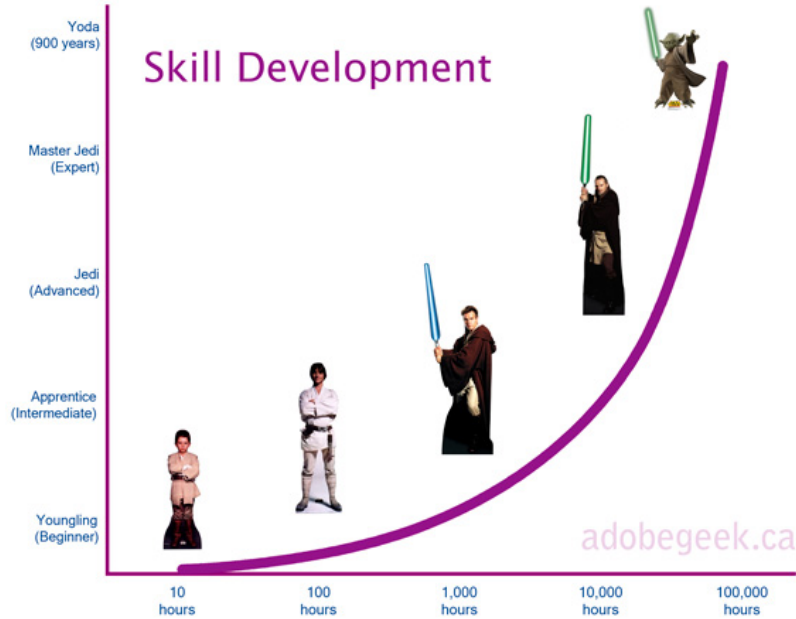 Skill Development
Yoda
(900 years)
Master Jedi
(Expert)
Jedi
(Advanced)
Apprentice
(Intermediate)
Youngling
(Beginner)
adobegeek.ca
10
hours
100
hours
1,000
hours
10,000
hours
100,000
hours